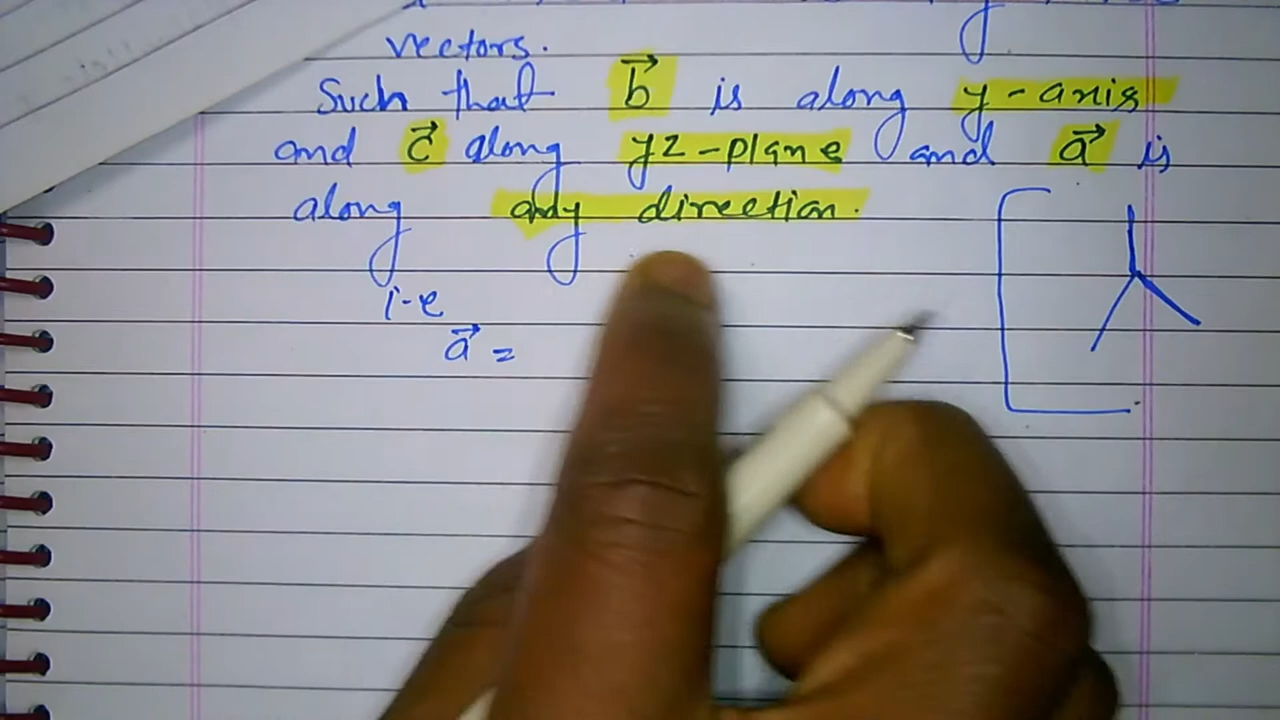 vectors.
Such that b⃗ is along y-axis
and c⃗ along yz-plane and a⃗ is
along any direction.
i-e
a⃗ =